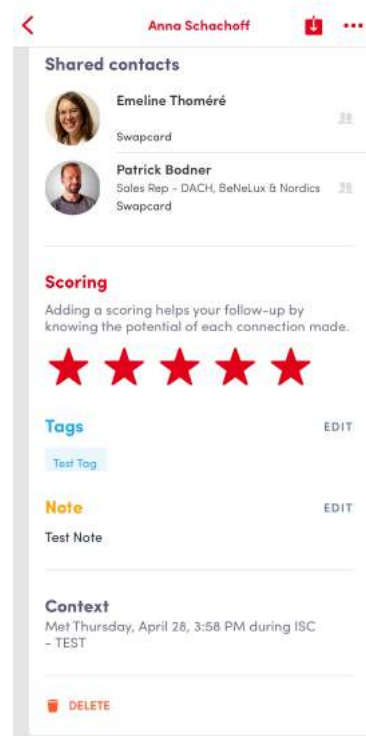 Anna Schachoff
Shared contacts
Emeline Thoméré
Swapcard
Patrick Bodner
Sales Rep - DACH, BeNeLux & Nordics
Swapcard
Scoring
Adding a scoring helps your follow-up by
knowing the potential of each connection made.
Tags
EDIT
Test Tag
Note
EDIT
Test Note
Context
Met Thursday, April 28, 3:58 PM during ISC
- TEST
DELETE